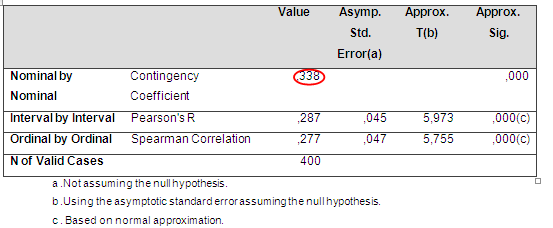 Value Asymp. Approx. Approx.
Std. T(b) Sig.
Error(a)
Nominal by Contingency ,338 ,000
Nominal Coefficient
Interval by Interval Pearson's R ,287 ,045 5,973 ,000(c)
Ordinal by Ordinal Spearman Correlation ,277 ,047 5,755 ,000(c)
N of Valid Cases 400
a .Not assuming the null hypothesis.
b .Using the asymptotic standard error assuming the null hypothesis.
c . Based on normal approximation.